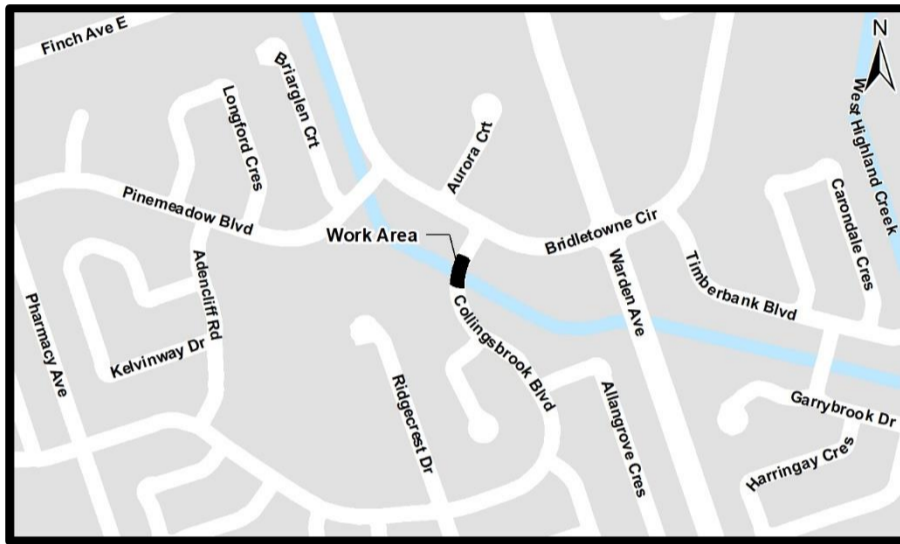 Finch Ave E
N
Briarglen Crt
Longford Cres
West Highland Creek
Aurora Crt
Carondale Cres
Pinemeadow Blvd
Work Area
Bridletowne Cir
Adencliff Rd
Warden Ave
Timberbank Blvd
Pharmacy Ave
Collingsbrook Blvd
Kelvinway Dr
Ridgecrest Dr
Allangrove Cres
Garrybrook Dr
Harringay Cres